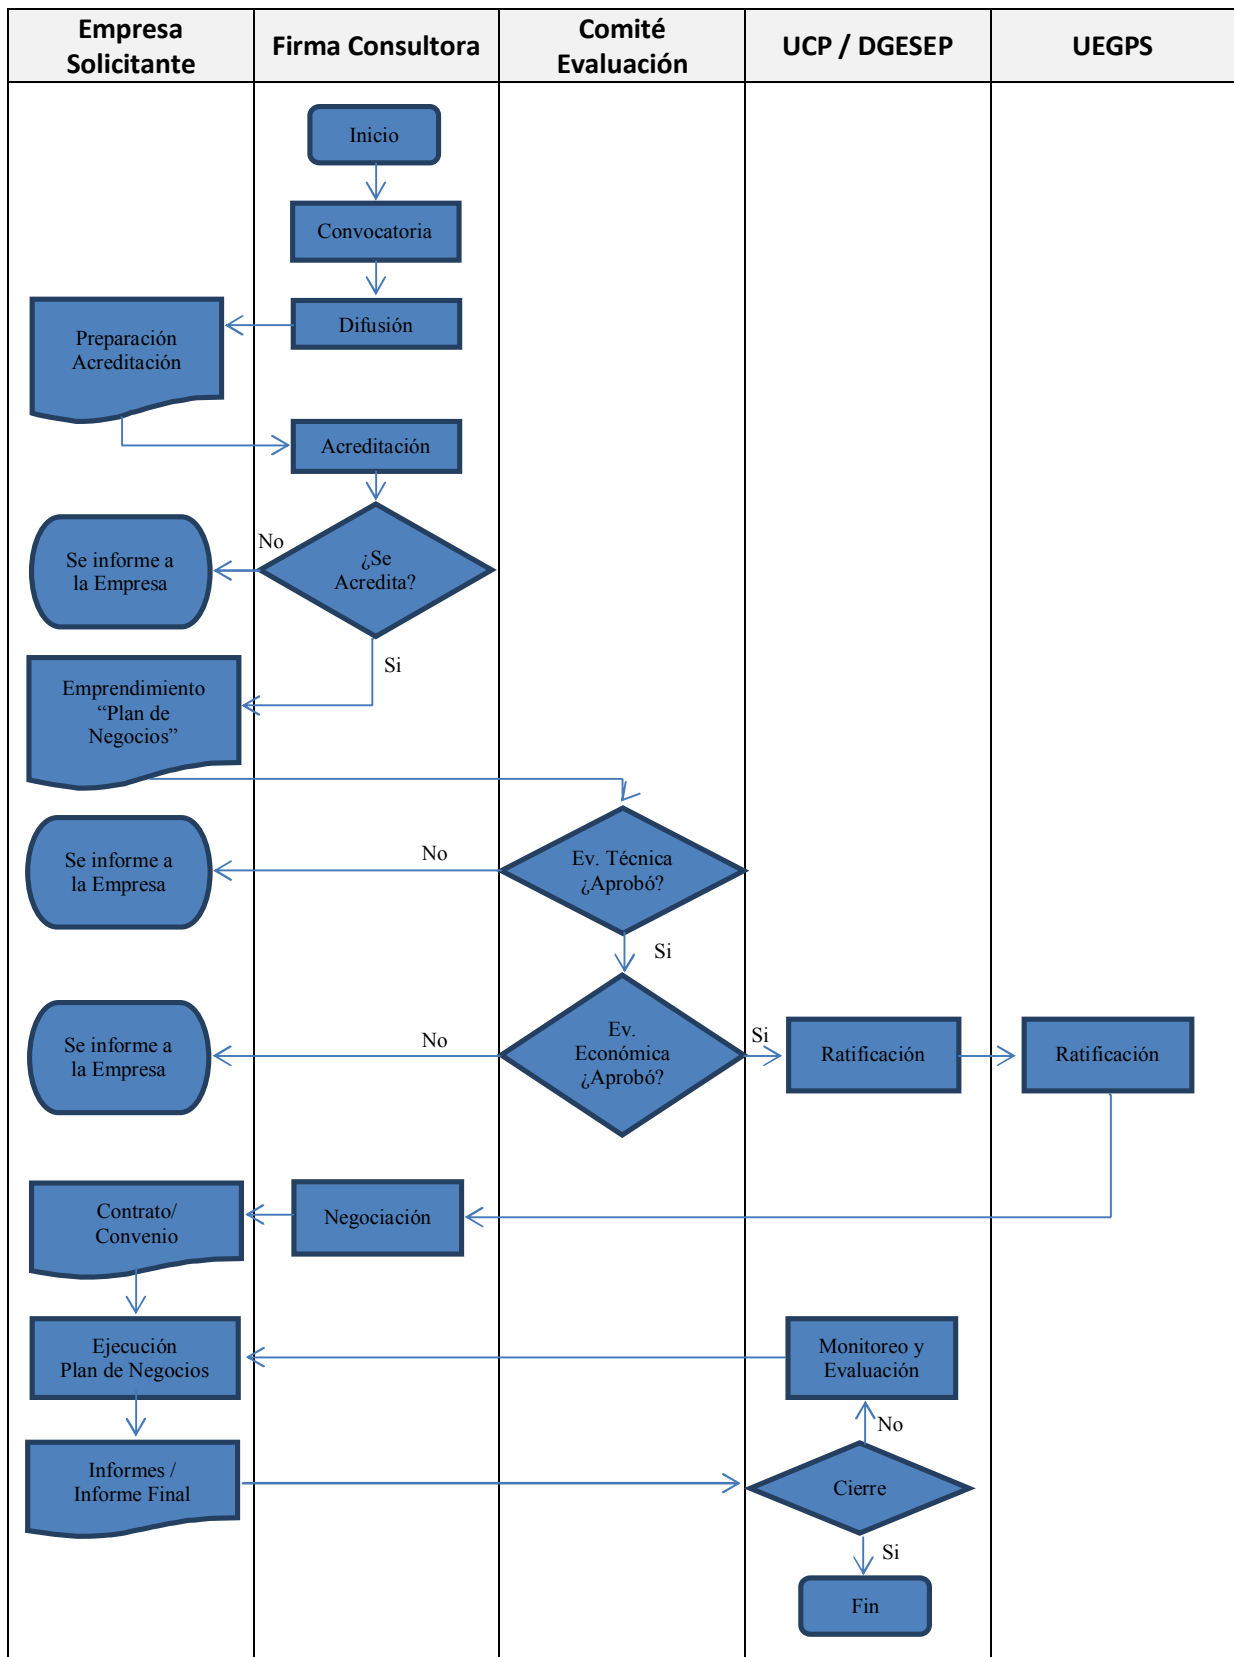 Empresa
Solicitante
Firma Consultora
Comité
Evaluación
UCP / DGESEP
UEGPS
Inicio
Convocatoria
Difusión
Preparación
Acreditación
Acreditación
¿Se
Acredita?
No
Se informe a
la Empresa
Si
Emprendimiento
“Plan de
Negocios”
Ev. Técnica
¿Aprobó?
No
Se informe a
la Empresa
Si
Ev.
Económica
¿Aprobó?
No
Se informe a
la Empresa
Si
Ratificación
Ratificación
Negociación
Contrato/
Convenio
Ejecución
Plan de Negocios
Monitoreo y
Evaluación
No
Informes /
Informe Final
Cierre
Si
Fin